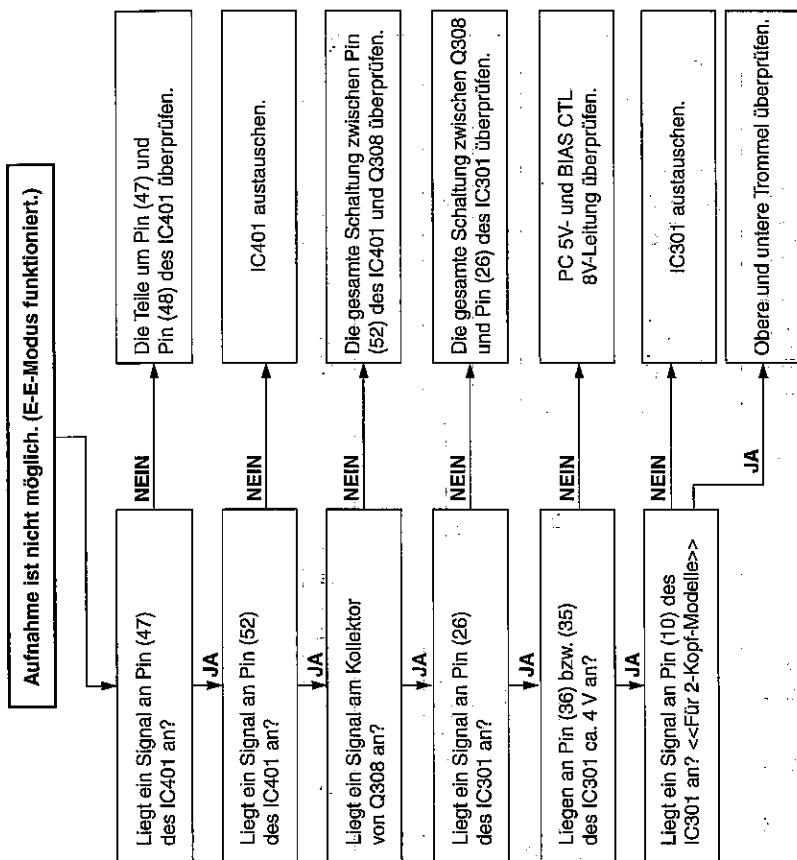 Aufnahme ist nicht möglich. (E-E-Modus funktioniert.)
Liegt ein Signal an Pin (47)
des IC401 an?
NEIN
Die Teile um Pin (47) und
Pin (48) des IC401 überprüfen.
JA
Liegt ein Signal an Pin (52)
des IC401 an?
NEIN
IC401 austauschen.
JA
Liegt ein Signal am Kollektor
von Q308 an?
NEIN
Die gesamte Schaltung zwischen Pin
(52) des IC401 und Q308 überprüfen.
JA
Liegt ein Signal an Pin (26)
des IC301 an?
NEIN
Die gesamte Schaltung zwischen Q308
und Pin (26) des IC301 überprüfen.
JA
Liegen an Pin (36) bzw. (35)
des IC301 ca. 4 V an?
NEIN
PC 5V- und BIAS CTL
8V-Leitung überprüfen.
JA
Liegt ein Signal an Pin (10) des
IC301 an? <<Für 2-Kopf-Modelle>>
NEIN
IC301 austauschen.
JA
Obere und untere Trommel überprüfen.